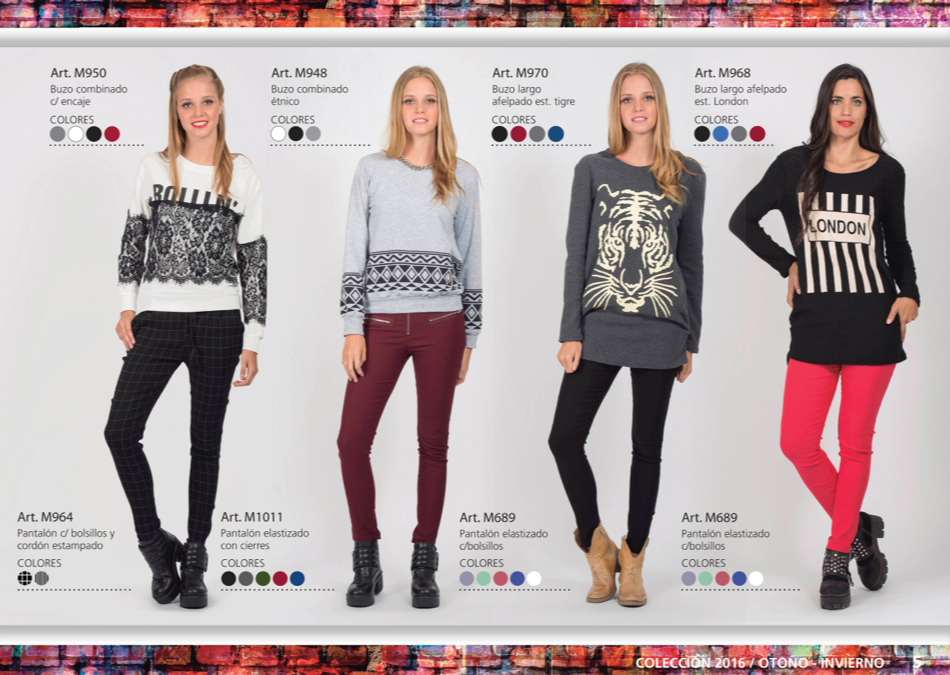 Art. M950
Buzo combinado
c/ encaje
COLORES
Art. M948
Buzo combinado
étnico
COLORES
Art. M970
Buzo largo
afelpado est. tigre
COLORES
Art. M968
Buzo largo afelpado
est. London
COLORES
ROLLIN'
LONDON
Art. M964
Pantalón c/ bolsillos y
cordón estampado
COLORES
Art. M1011
Pantalón elastizado
con cierres
COLORES
Art. M689
Pantalón elastizado
c/bolsillos
COLORES
Art. M689
Pantalón elastizado
c/bolsillos
COLORES
COLECCIÓN 2016 / OTOÑO - INVIERNO 5